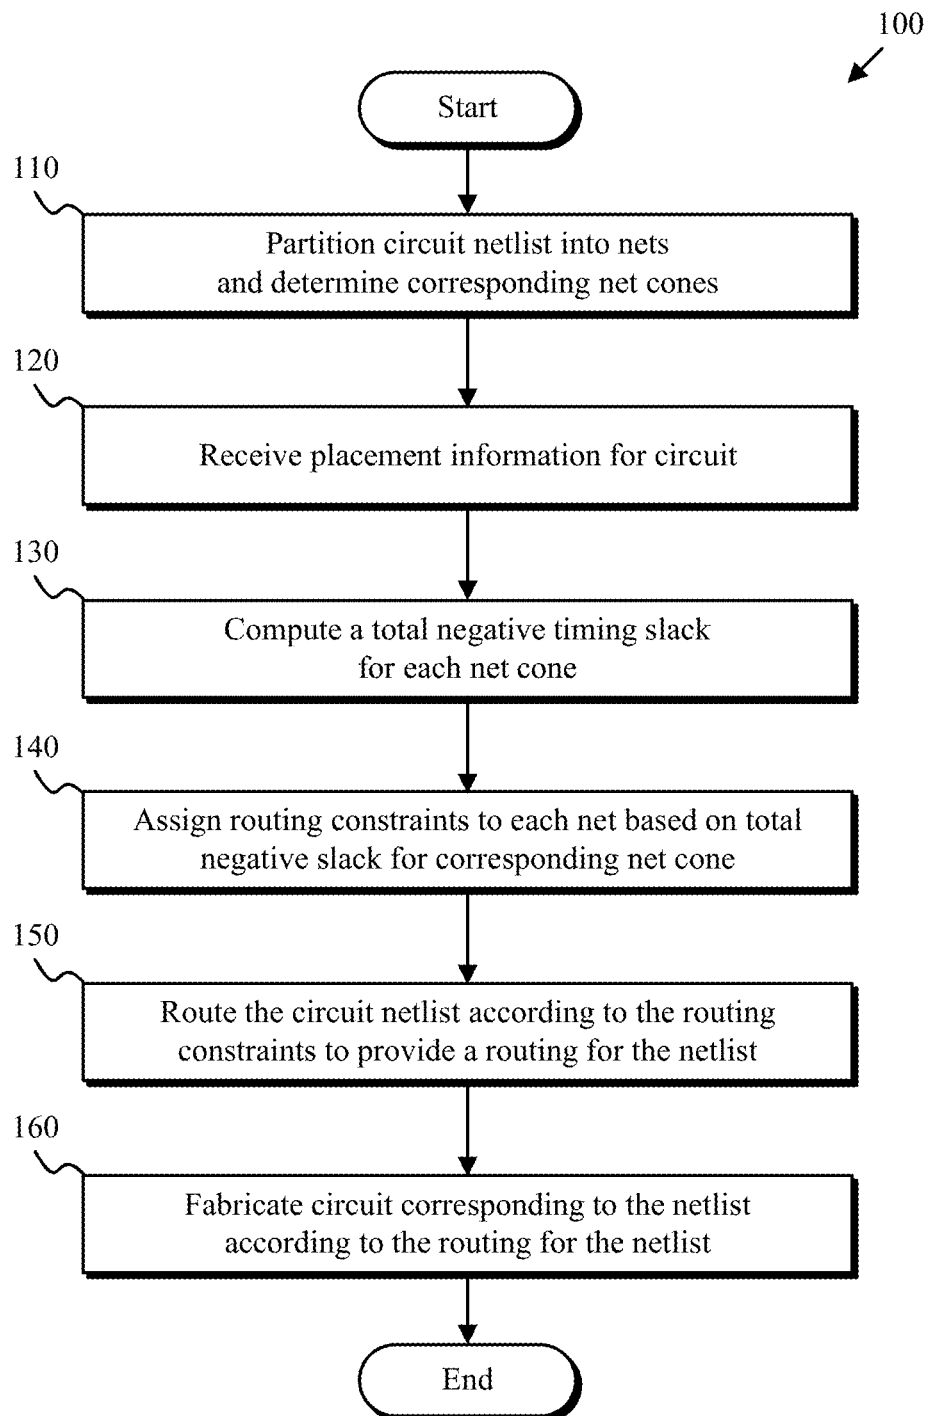 100
Start
110
Partition circuit netlist into nets
and determine corresponding net cones
120
Receive placement information for circuit
130
Compute a total negative timing slack
for each net cone
140
Assign routing constraints to each net based on total
negative slack for corresponding net cone
150
Route the circuit netlist according to the routing
constraints to provide a routing for the netlist
160
Fabricate circuit corresponding to the netlist
according to the routing for the netlist
End